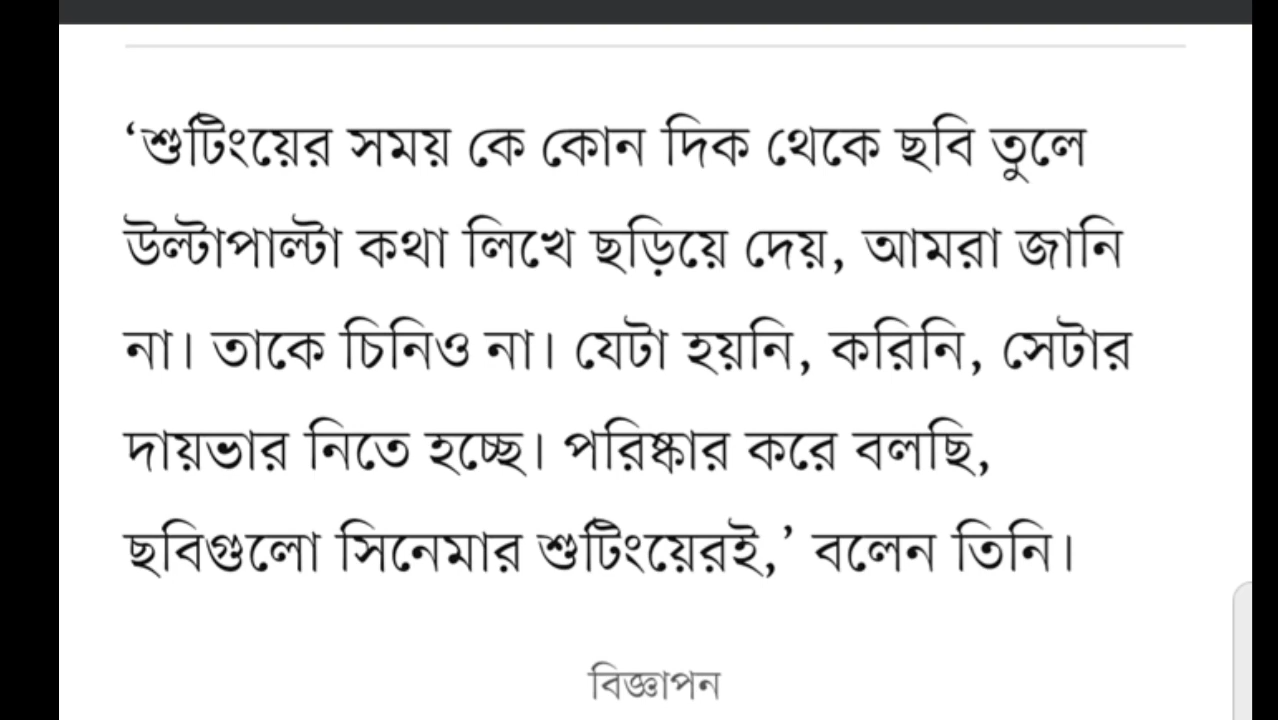 ‘শুটিংয়ের সময় কে কোন দিক থেকে ছবি তুলে
উল্টাপাল্টা কথা লিখে ছড়িয়ে দেয়, আমরা জানি
না। তাকে চিনিও না। যেটা হয়নি, করিনি, সেটার
দায়ভার নিতে হচ্ছে। পরিষ্কার করে বলছি,
ছবিগুলো সিনেমার শুটিংয়েরই,’ বলেন তিনি।
বিজ্ঞাপন